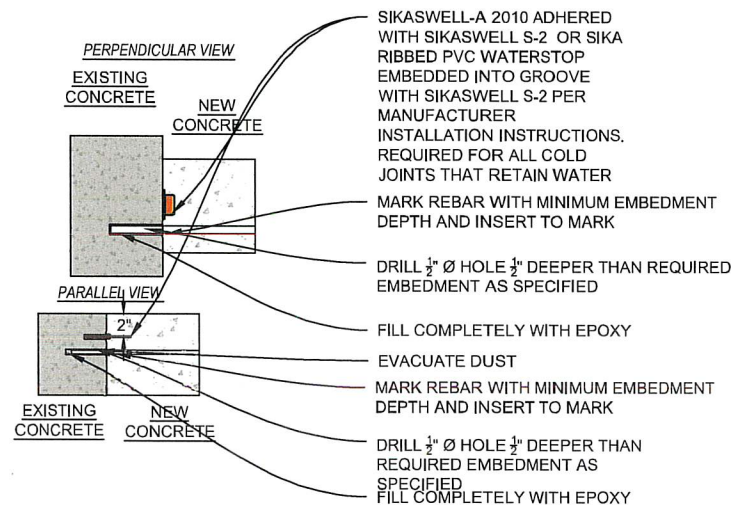 SIKASWELL-A 2010 ADHERED
WITH SIKASWELL S-2 OR SIKA
RIBBED PVC WATERSTOP
EMBEDDED INTO GROOVE
WITH SIKASWELL S-2 PER
MANUFACTURER
INSTALLATION INSTRUCTIONS.
REQUIRED FOR ALL COLD
JOINTS THAT RETAIN WATER
PERPENDICULAR VIEW
EXISTING
CONCRETE
NEW
CONCRETE
MARK REBAR WITH MINIMUM EMBEDMENT
DEPTH AND INSERT TO MARK
DRILL 1/2" Ø HOLE 1/2" DEEPER THAN REQUIRED
EMBEDMENT AS SPECIFIED
PARALLEL VIEW
2"
FILL COMPLETELY WITH EPOXY
EVACUATE DUST
MARK REBAR WITH MINIMUM EMBEDMENT
DEPTH AND INSERT TO MARK
EXISTING
CONCRETE
NEW
CONCRETE
DRILL 1/2" Ø HOLE 1/2" DEEPER THAN
REQUIRED EMBEDMENT AS
SPECIFIED
FILL COMPLETELY WITH EPOXY